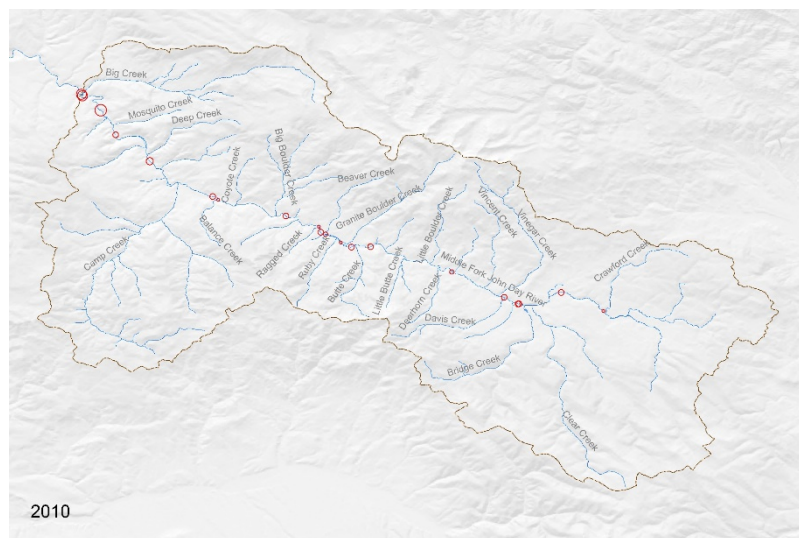 Big Creek
Mosquito Creek
Deep Creek
Coyote Creek
Big Boulder Creek
Beaver Creek
Granite Boulder Creek
Little Boulder Creek
Vincent Creek
Vinegar Creek
Crawford Creek
Camp Creek
Balance Creek
Ragged Creek
Ruby Creek
Butte Creek
Little Butte Creek
Deerhorn Creek
Middle Fork John Day River
Davis Creek
Bridge Creek
Clear Creek
2010